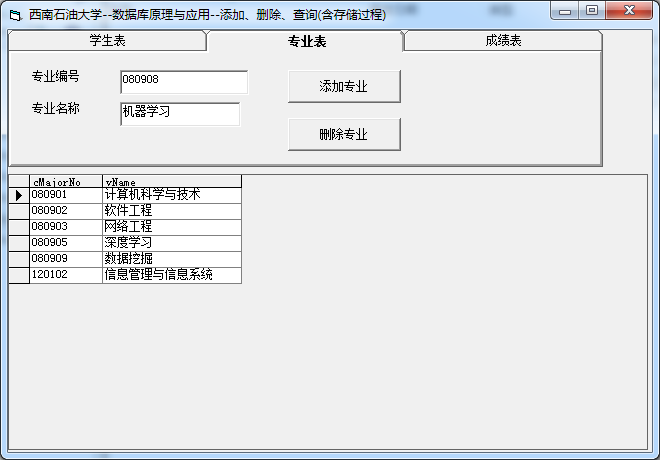 西南石油大学--数据库原理与应用--添加、删除、查询(含存储过程)
学生表 专业表 成绩表
专业编号 080908 添加专业
专业名称 机器学习
删除专业
cMajorNo vName
080901 计算机科学与技术
080902 软件工程
080903 网络工程
080905 深度学习
080909 数据挖掘
120102 信息管理与信息系统